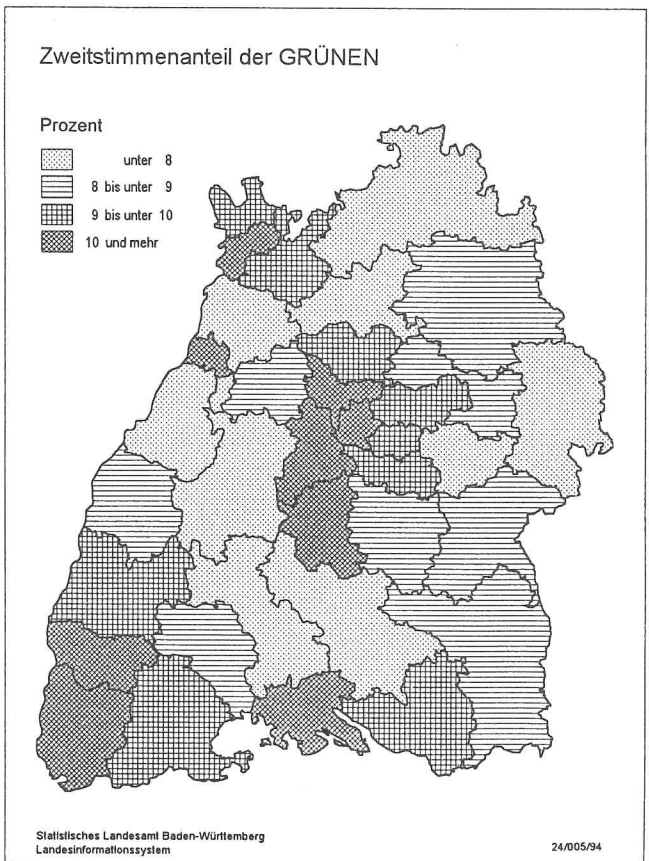 Zweitstimmenanteil der GRÜNEN
Prozent
unter 8
8 bis unter 9
9 bis unter 10
10 und mehr
Statistisches Landesamt Baden-Württemberg
Landesinformationssystem
24/005/94